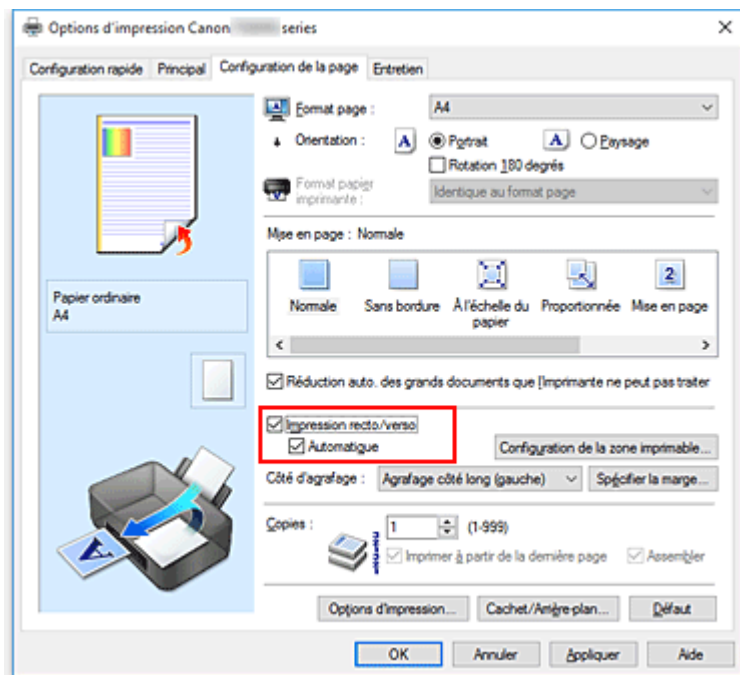 Options d'impression Canon series
Configuration rapide Principal Configuration de la page Entretien
Format page : A4
Orientation : A Portrait A Paysage
Rotation 180 degrés
Format papier imprimante : Identique au format page
Mise en page : Normale
Papier ordinaire
A4
Normale Sans bordure À l'échelle du papier Proportionnée Mise en page
Réduction auto. des grands documents que l'imprimante ne peut pas traiter
Impression recto/verso
Automatique
Configuration de la zone imprimable...
Côté d'agrafage : Agrafage côté long (gauche) Spécifier la marge...
Copies : 1 (1-999)
Imprimer à partir de la dernière page Assembler
Options d'impression... Cachet/Arrière-plan... Défaut
OK Annuler Appliquer Aide